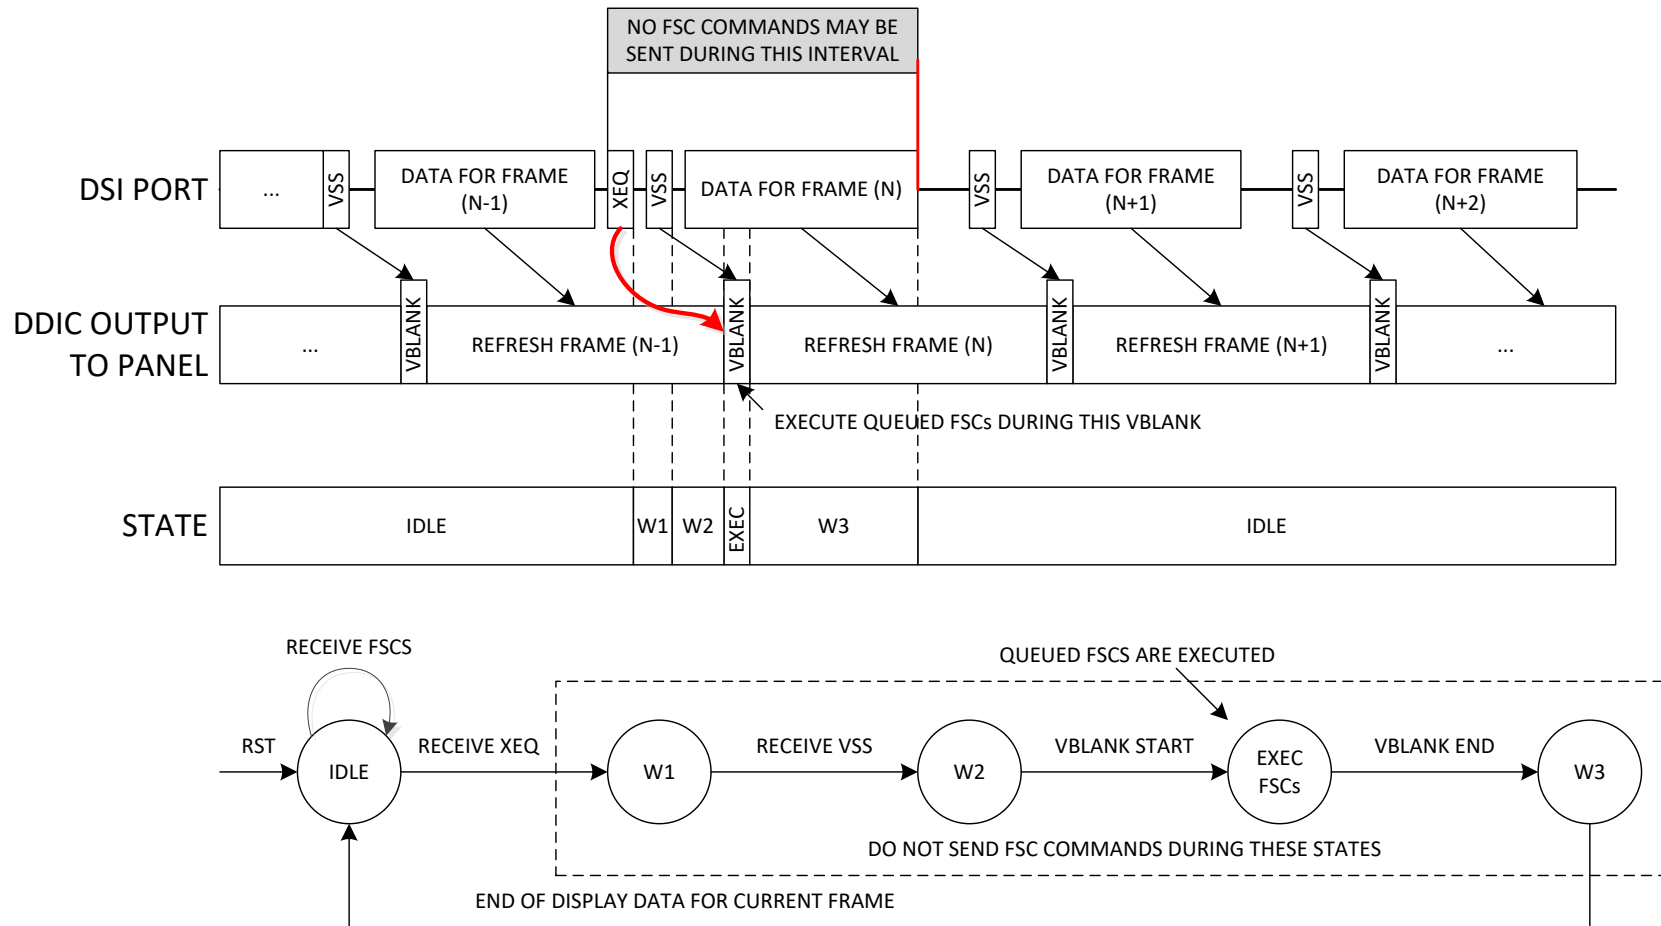 NO FSC COMMANDS MAY BE
SENT DURING THIS INTERVAL
DSI PORT
...
VSS
DATA FOR FRAME
(N-1)
XEQ
VSS
DATA FOR FRAME (N)
VSS
DATA FOR FRAME
(N+1)
VSS
DATA FOR FRAME
(N+2)
DDIC OUTPUT
TO PANEL
...
VBLANK
REFRESH FRAME (N-1)
VBLANK
REFRESH FRAME (N)
VBLANK
REFRESH FRAME (N+1)
VBLANK
...
EXECUTE QUEUED FSCs DURING THIS VBLANK
STATE
IDLE
W1
W2
EXEC
W3
IDLE
RECEIVE FSCS
QUEUED FSCS ARE EXECUTED
RST
IDLE
RECEIVE XEQ
W1
RECEIVE VSS
W2
VBLANK START
EXEC
FSCs
VBLANK END
W3
DO NOT SEND FSC COMMANDS DURING THESE STATES
END OF DISPLAY DATA FOR CURRENT FRAME